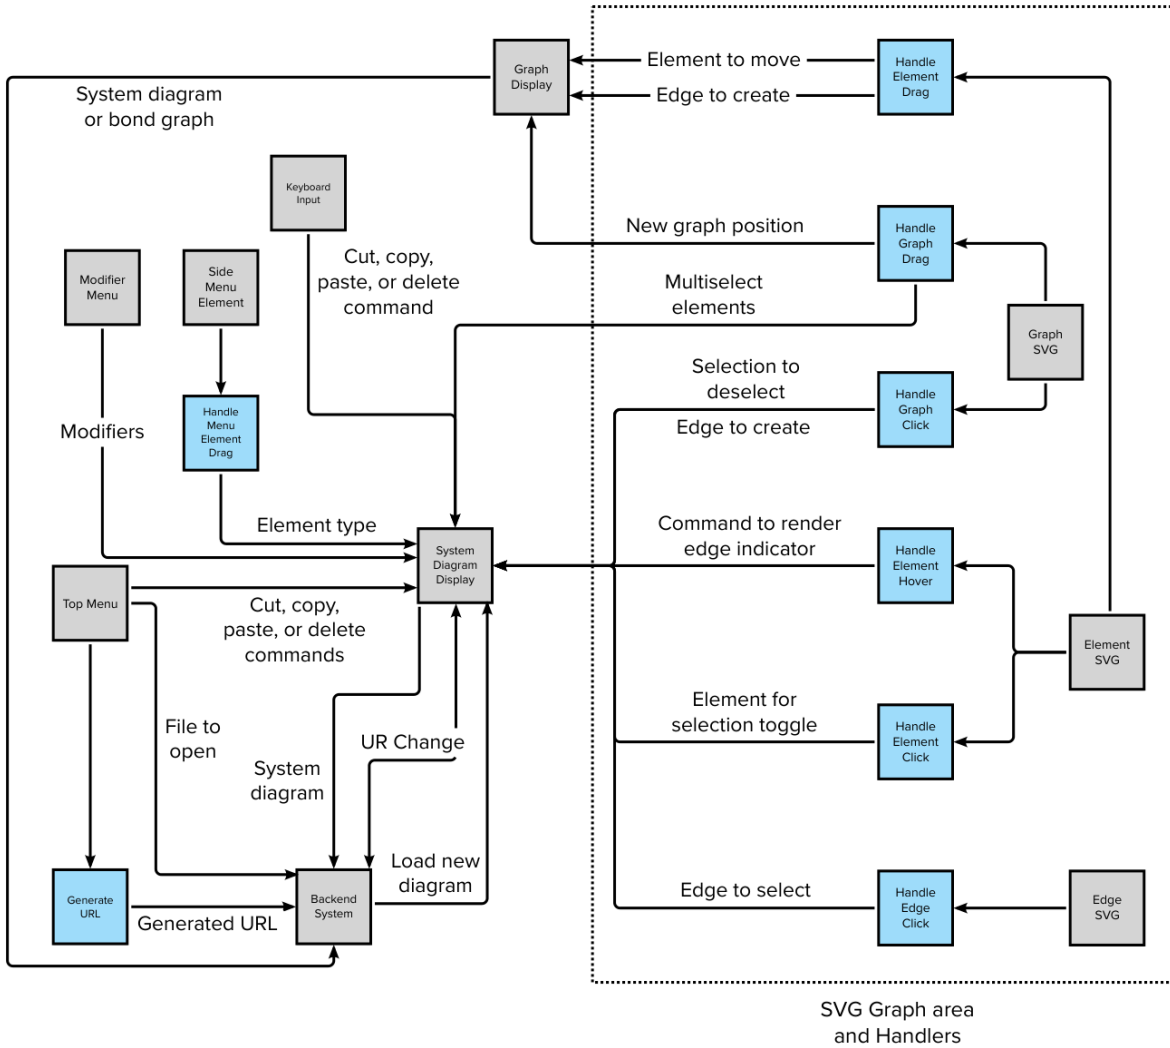 Graph
Display
Element to move
Edge to create
Handle
Element
Drag
System diagram
or bond graph
Keyboard
Input
New graph position
Handle
Graph
Drag
Cut, copy,
paste, or delete
command
Multiselect
elements
Modifier
Menu
Side
Menu
Element
Graph
SVG
Selection to
deselect
Edge to create
Handle
Graph
Click
Handle
Menu
Element
Drag
Modifiers
Element type
System
Diagram
Display
Command to render
edge indicator
Handle
Element
Hover
Top Menu
Cut, copy,
paste, or delete
commands
Element
SVG
File to
open
UR Change
System
diagram
Element for
selection toggle
Handle
Element
Click
Load new
diagram
Generate
URL
Generated URL
Backend
System
Edge to select
Handle
Edge
Click
Edge
SVG
SVG Graph area
and Handlers